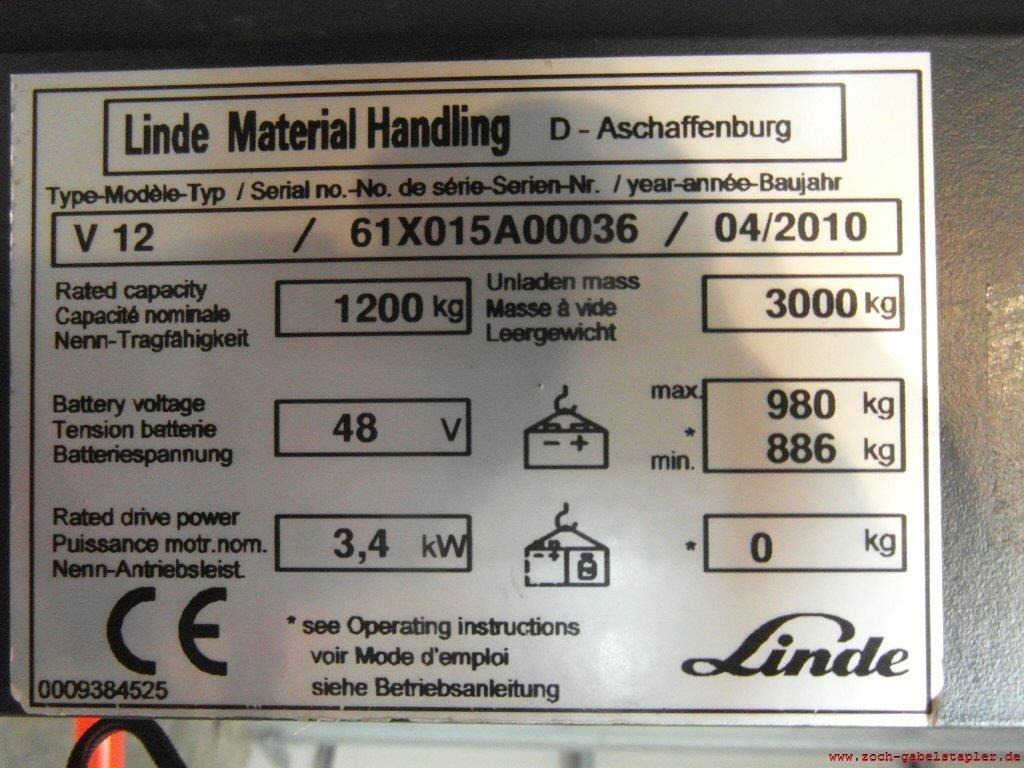 Linde Material Handling D - Aschaffenburg
Type-Modèle-Typ / Serial no.-No. de série-Serien-Nr. / year-année-Baujahr
V 12 / 61X015A00036 / 04/2010
Rated capacity
Capacité nominale
Nenn-Tragfähigkeit
1200 kg
Unladen mass
Masse à vide
Leergewicht
3000 kg
Battery voltage
Tension batterie
Batteriespannung
48 V
- +
max. 980 kg
*
min. 886 kg
Rated drive power
Puissance motr.nom.
Nenn-Antriebsleist.
3,4 kW
- +
* 0 kg
CE
* see Operating instructions
voir Mode d'emploi
siehe Betriebsanleitung
Linde
0009384525
www.zoch-gabelstapler.de